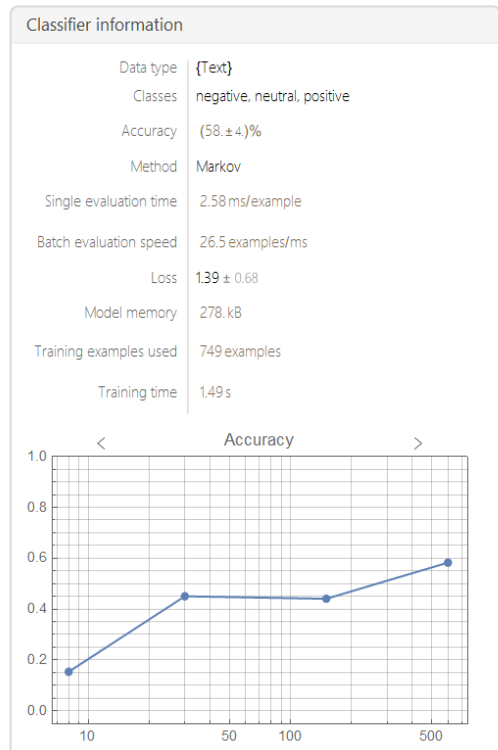 Classifier information
Data type {Text}
Classes negative, neutral, positive
Accuracy (58. ± 4.)%
Method Markov
Single evaluation time 2.58 ms/example
Batch evaluation speed 26.5 examples/ms
Loss 1.39 ± 0.68
Model memory 278. kB
Training examples used 749 examples
Training time 1.49 s
< Accuracy >
1.0
0.8
0.6
0.4
0.2
0.0
10 50 100 500